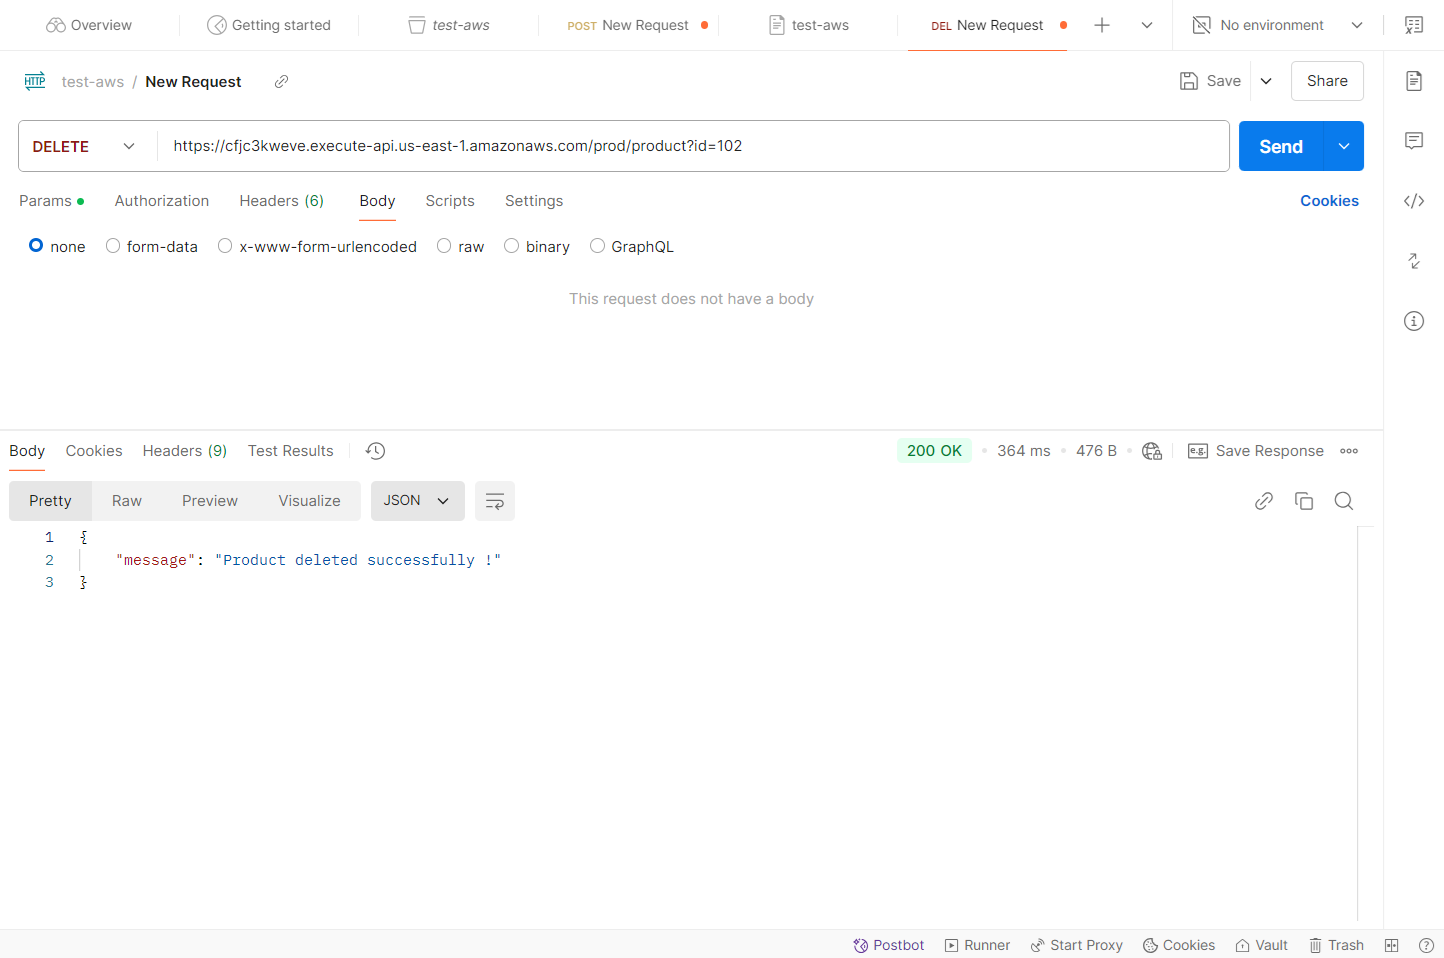 Overview
Getting started
test-aws
POST New Request
test-aws
DEL New Request
No environment
HTTP
test-aws / New Request
Save
Share
DELETE
https://cfjc3kweve.execute-api.us-east-1.amazonaws.com/prod/product?id=102
Send
Params
Authorization
Headers (6)
Body
Scripts
Settings
Cookies
none
form-data
x-www-form-urlencoded
raw
binary
GraphQL
This request does not have a body
Body
Cookies
Headers (9)
Test Results
200 OK
364 ms
476 B
e.g.
Save Response
Pretty
Raw
Preview
Visualize
JSON
1 {
2 "message": "Product deleted successfully !"
3 }
Postbot
Runner
Start Proxy
Cookies
Vault
Trash